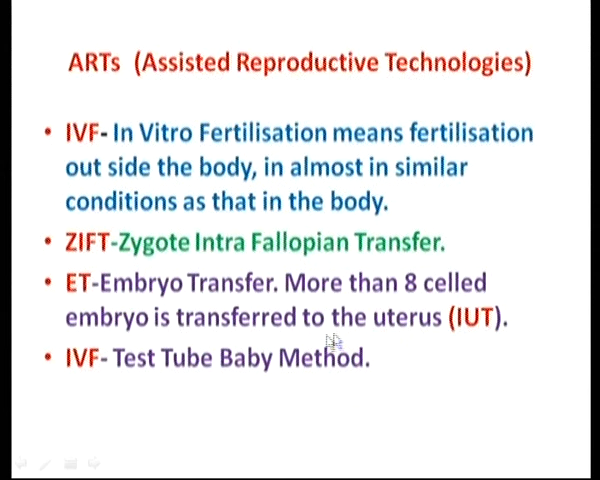 ARTs (Assisted Reproductive Technologies)
• IVF- In Vitro Fertilisation means fertilisation
out side the body, in almost in similar
conditions as that in the body.
• ZIFT-Zygote Intra Fallopian Transfer.
• ET-Embryo Transfer. More than 8 celled
embryo is transferred to the uterus (IUT).
• IVF- Test Tube Baby Method.